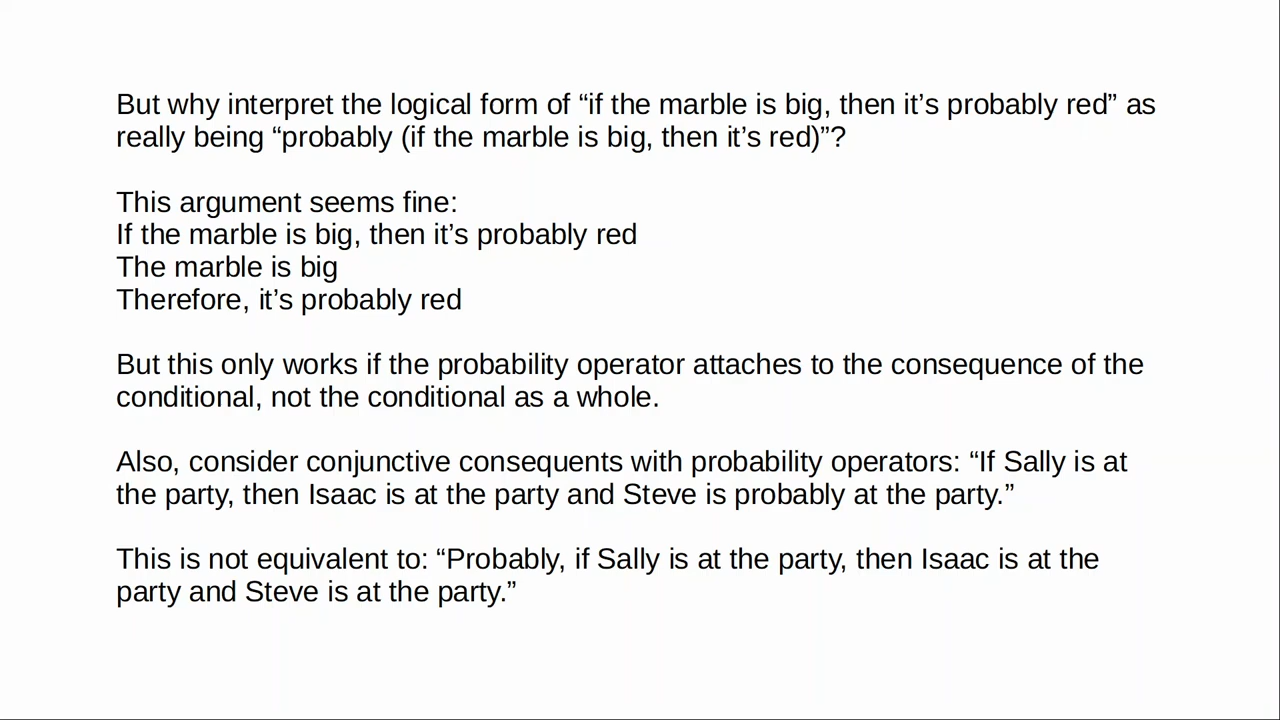 But why interpret the logical form of “if the marble is big, then it’s probably red” as
really being “probably (if the marble is big, then it’s red)”?
This argument seems fine:
If the marble is big, then it’s probably red
The marble is big
Therefore, it’s probably red
But this only works if the probability operator attaches to the consequence of the
conditional, not the conditional as a whole.
Also, consider conjunctive consequents with probability operators: “If Sally is at
the party, then Isaac is at the party and Steve is probably at the party.”
This is not equivalent to: “Probably, if Sally is at the party, then Isaac is at the
party and Steve is at the party.”